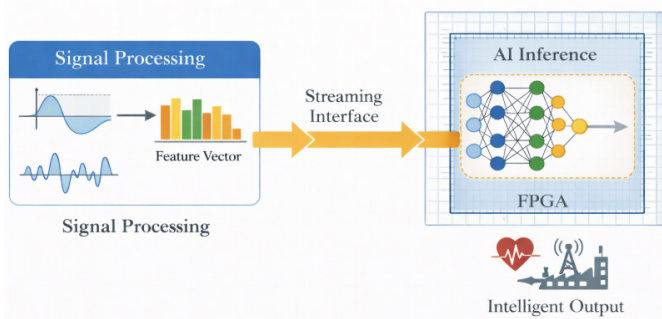 Signal Processing
Feature Vector
Signal Processing
Streaming
Interface
AI Inference
FPGA
Intelligent Output